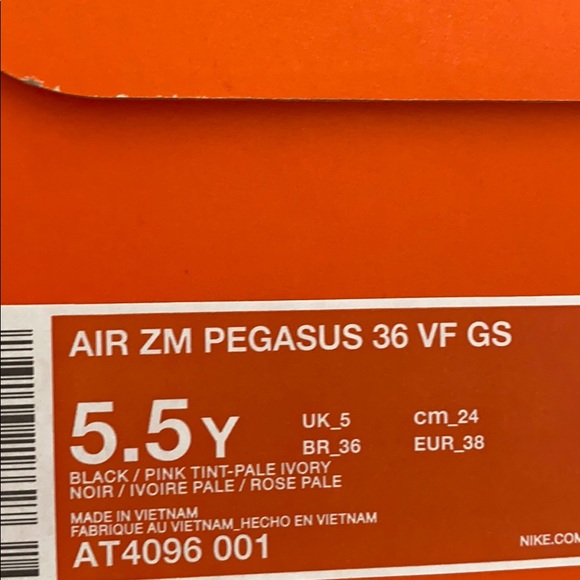 AIR ZM PEGASUS 36 VF GS
5.5Y
UK_5 cm_24
BR_36 EUR_38
BLACK / PINK TINT-PALE IVORY
NOIR / IVOIRE PALE / ROSE PALE
MADE IN VIETNAM
FABRIQUE AU VIETNAM_HECHO EN VIETNAM
AT4096 001
NIKE.COM